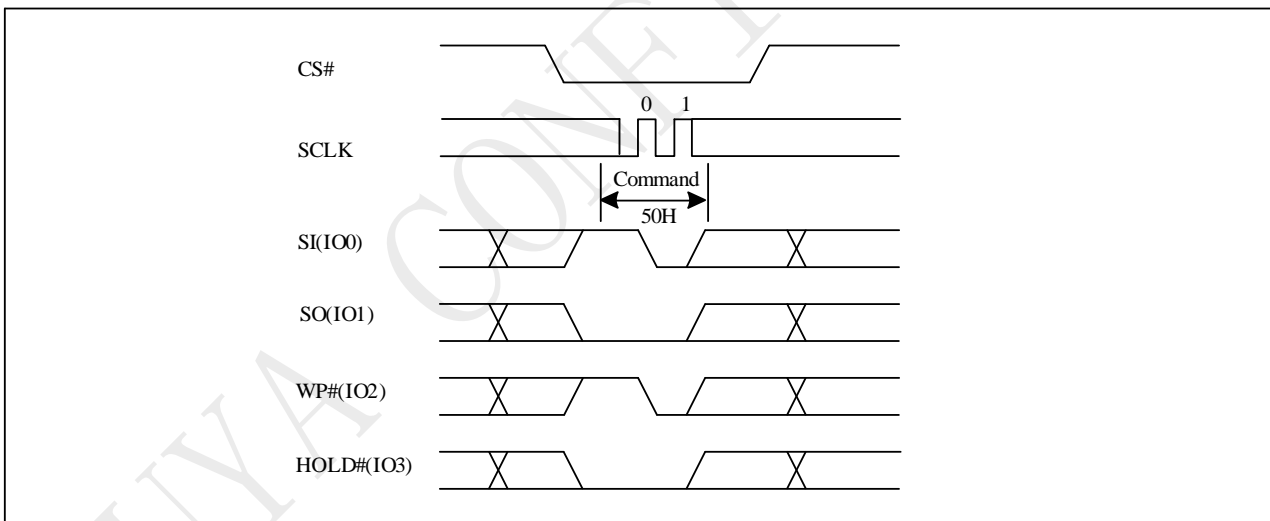 CS#
0 1
SCLK
Command
50H
SI(IO0)
SO(IO1)
WP#(IO2)
HOLD#(IO3)